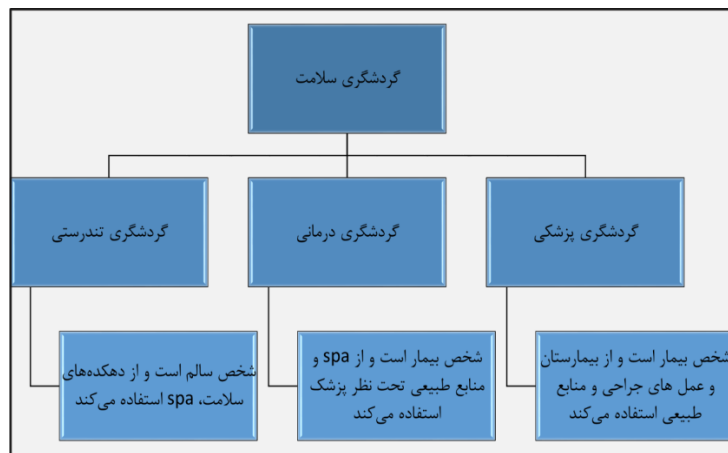 گردشگری سلامت
گردشگری پزشکی
گردشگری درمانی
گردشگری تندرستی
شخص بیمار است و از بیمارستان
و عمل های جراحی و منابع
طبیعی استفاده می‌کند
شخص بیمار است و از spa و
منابع طبیعی تحت نظر پزشک
استفاده می‌کند
شخص سالم است و از دهکده‌های
سلامت، spa استفاده می‌کند